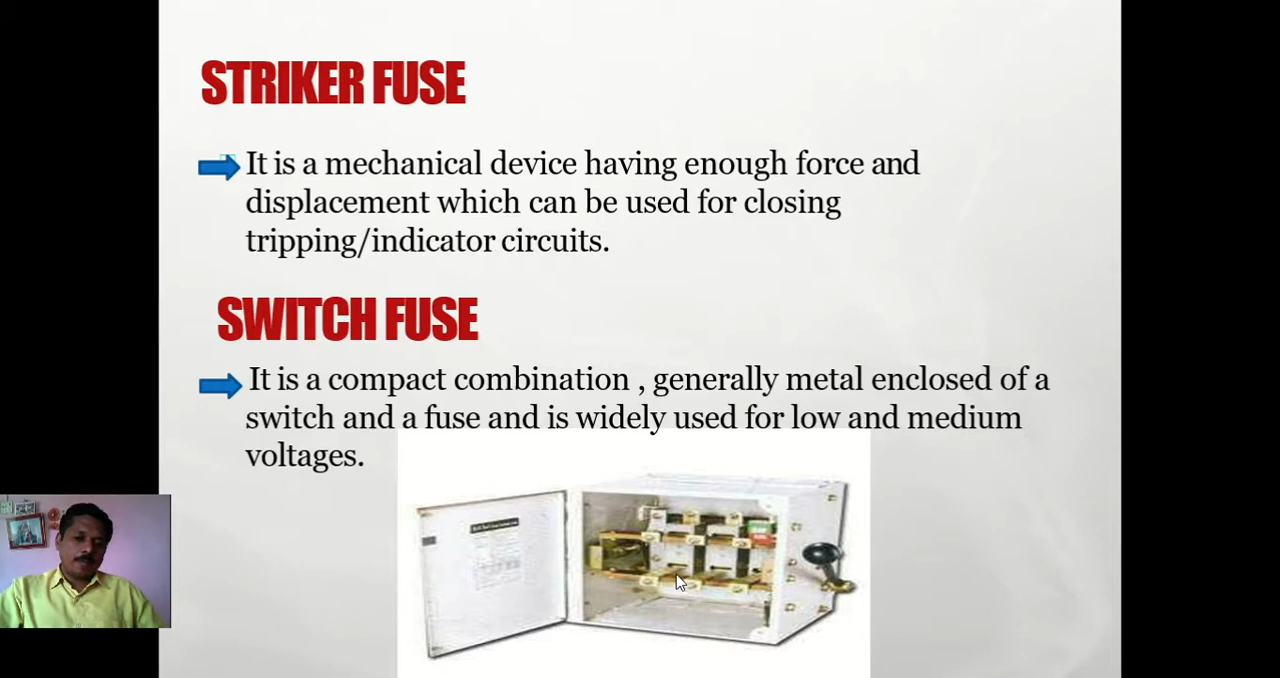 STRIKER FUSE
It is a mechanical device having enough force and
displacement which can be used for closing
tripping/indicator circuits.
SWITCH FUSE
It is a compact combination , generally metal enclosed of a
switch and a fuse and is widely used for low and medium
voltages.